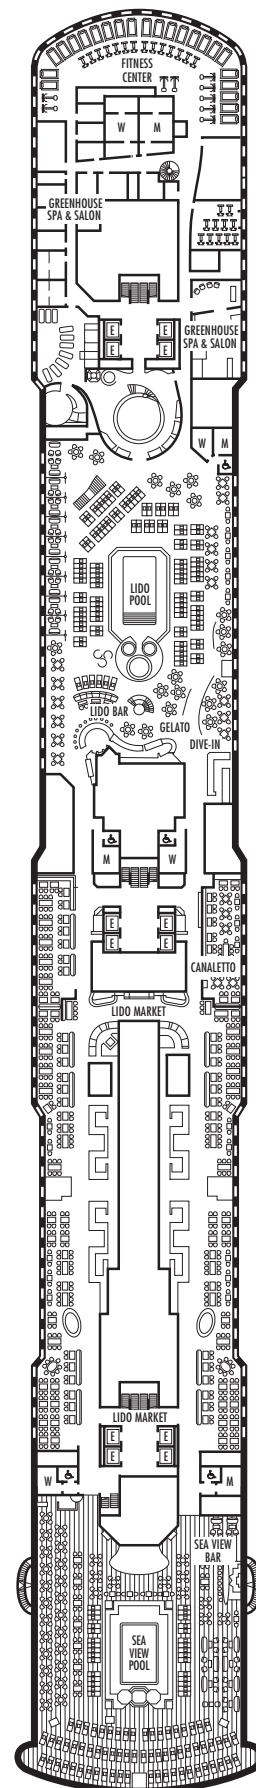 FITNESS
CENTER
W M
GREENHOUSE
SPA & SALON
E E
E E
GREENHOUSE
SPA & SALON
W M
LIDO
POOL
LIDO BAR
GELATO
DIVE-IN
M W
E E
E E
CANALETTO
LIDO MARKET
LIDO MARKET
E E
E E
W M
SEA VIEW
BAR
SEA
VIEW
POOL